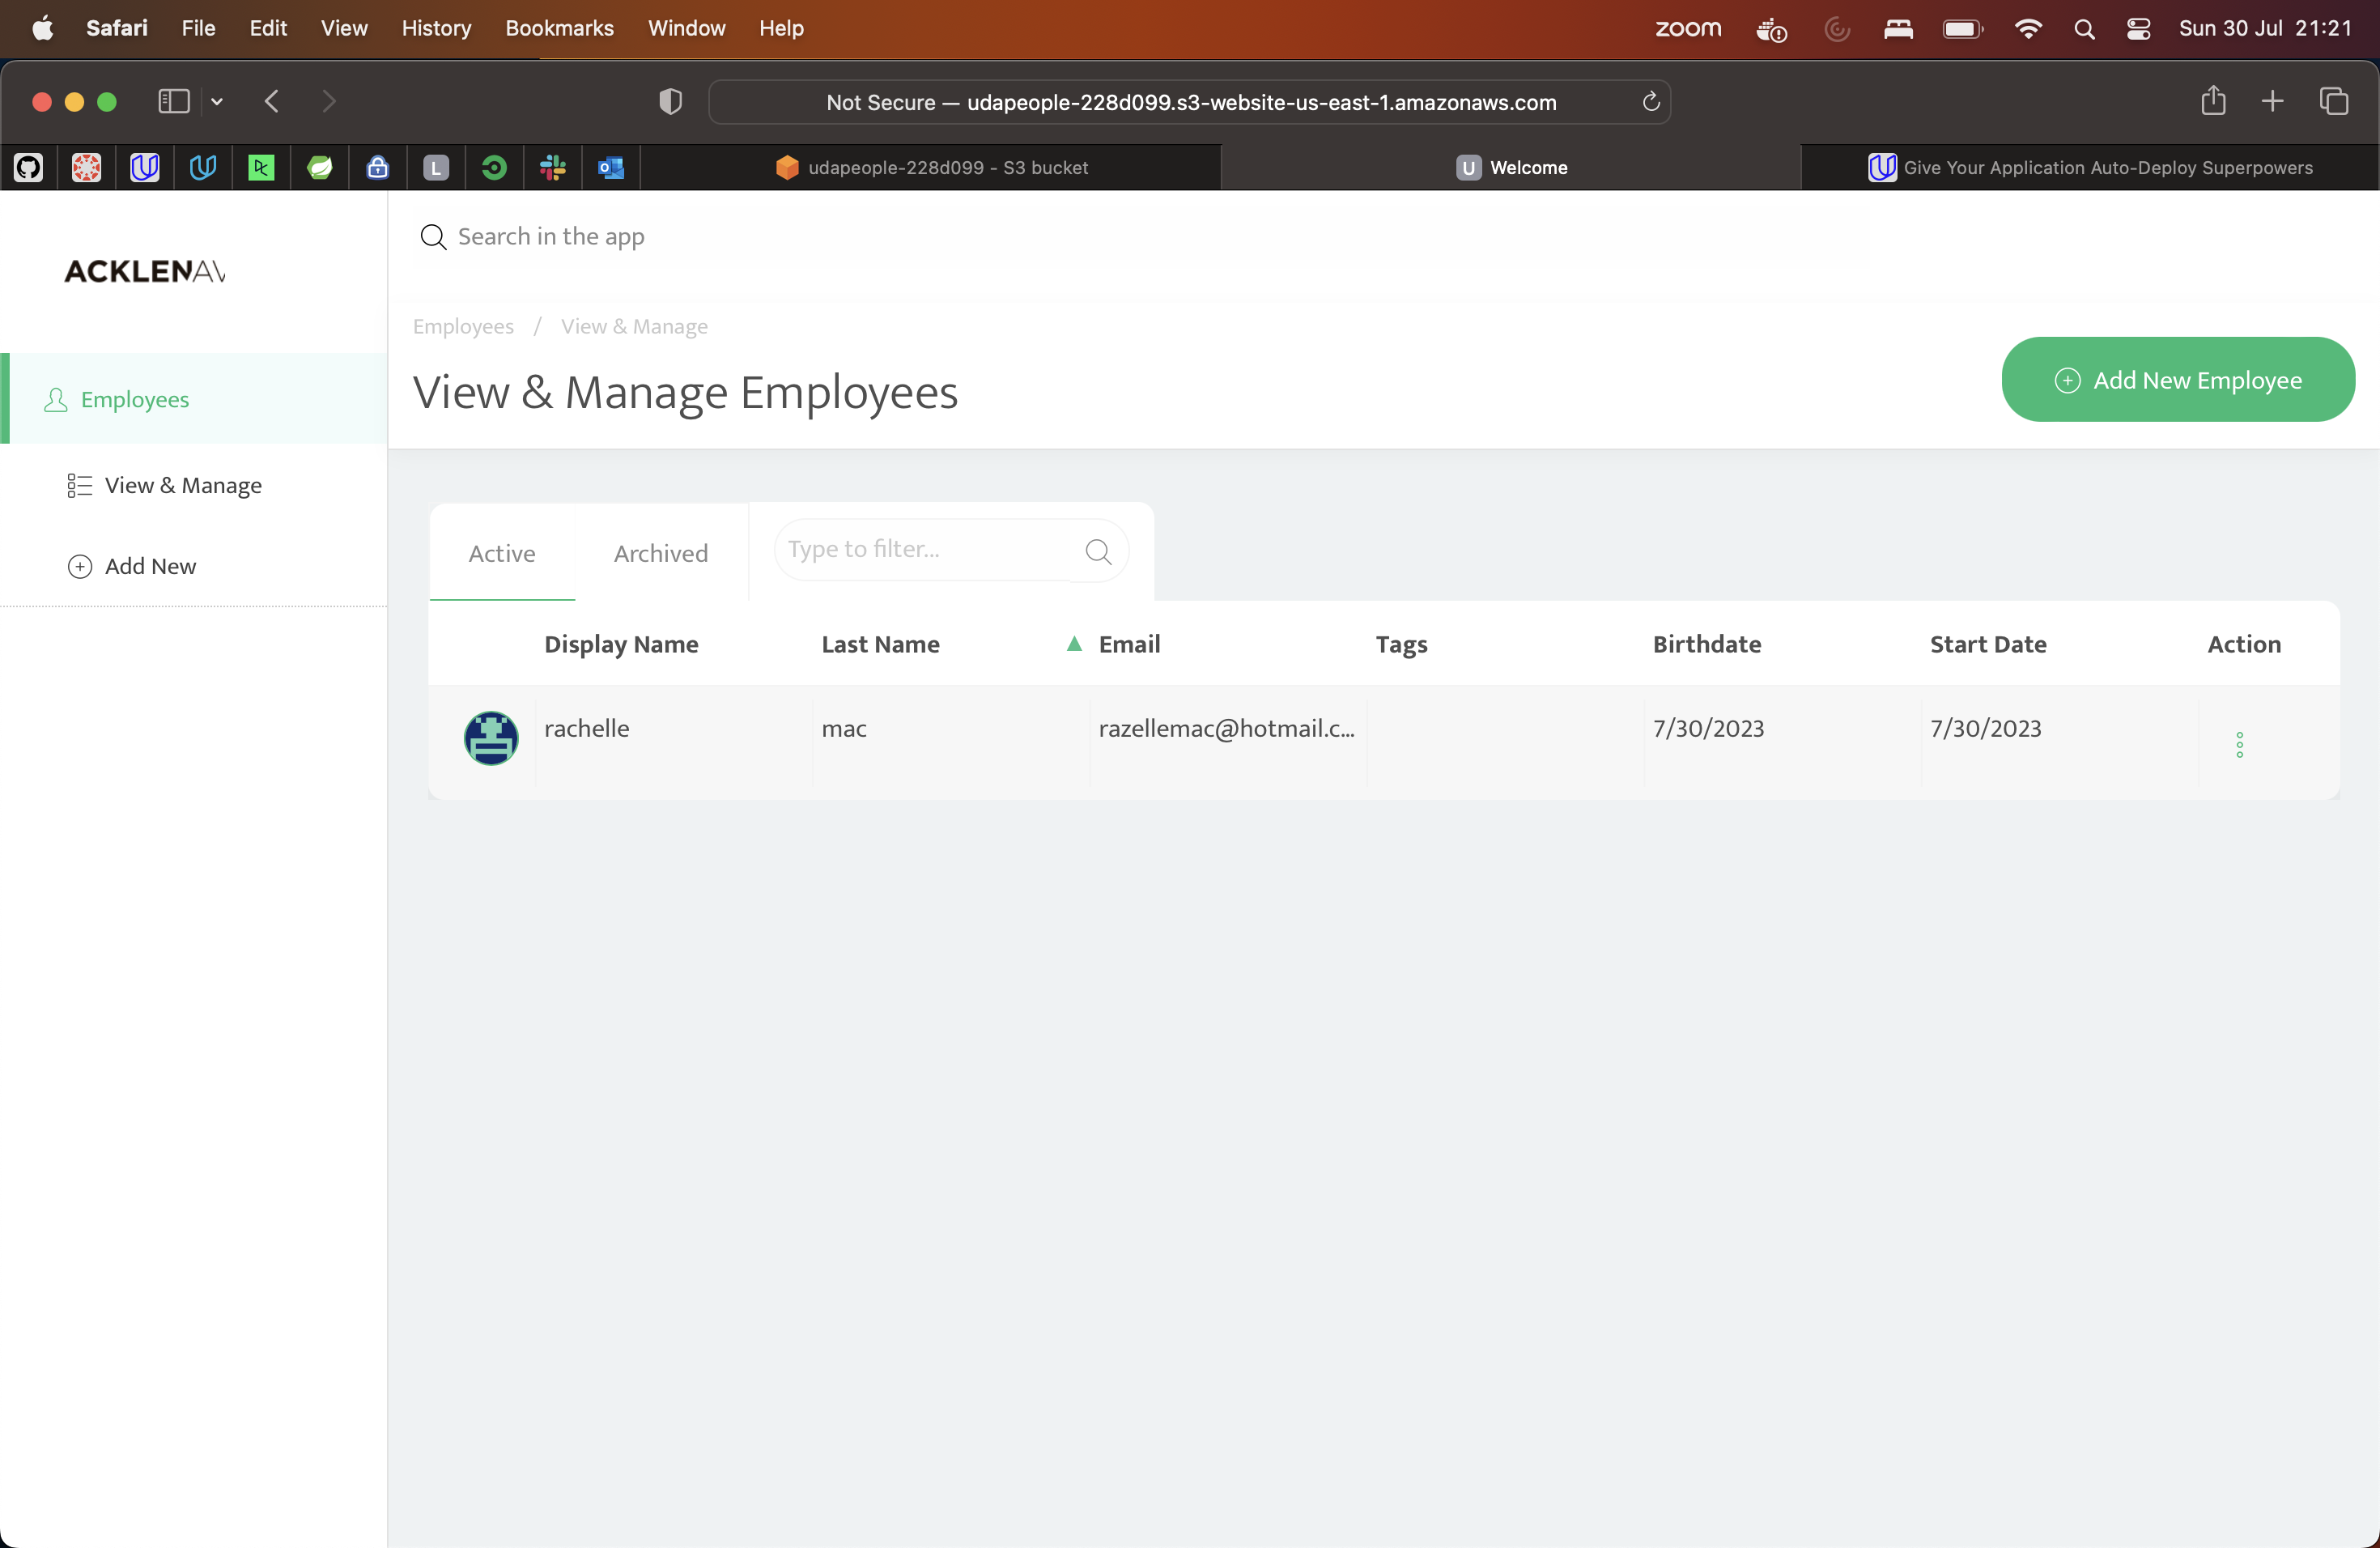 Safari File Edit View History Bookmarks Window Help zoom Sun 30 Jul 21:21
Not Secure — udapeople-228d099.s3-website-us-east-1.amazonaws.com
L udapeople-228d099 - S3 bucket U Welcome Give Your Application Auto-Deploy Superpowers
Search in the app
ACKLENAV
Employees / View & Manage
View & Manage Employees
Add New Employee
Employees
View & Manage
Add New
Active Archived Type to filter...
Display Name Last Name Email Tags Birthdate Start Date Action
rachelle mac razellemac@hotmail.c... 7/30/2023 7/30/2023